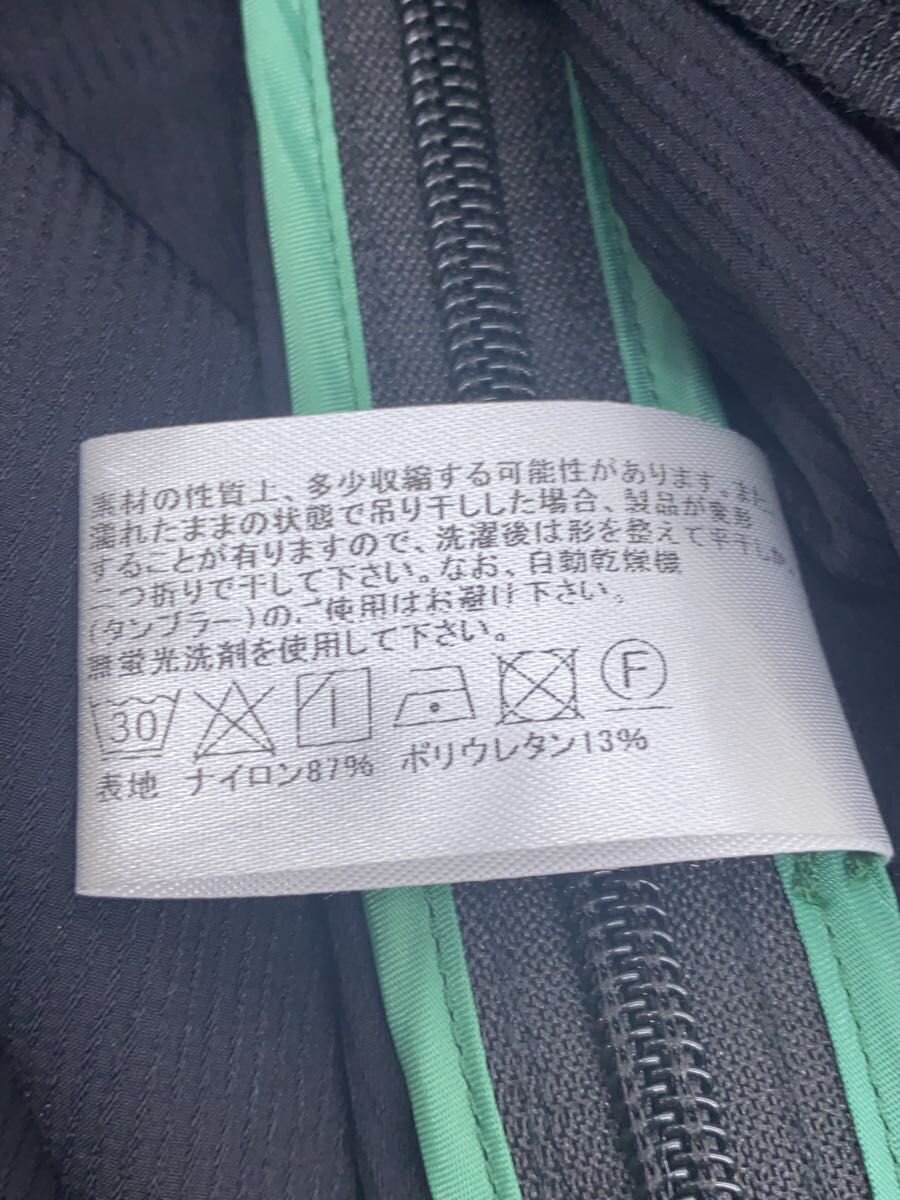 素材の性質上、多少収縮する可能性があります。また
濡れたままの状態で吊り干しした場合、製品が変形
することが有りますので、洗濯後は形を整えて平干しか、
二つ折りで干して下さい。なお、自動乾燥機
(タンブラー)のご使用はお避け下さい。
無蛍光洗剤を使用して下さい。
30 F
表地 ナイロン87% ポリウレタン13%